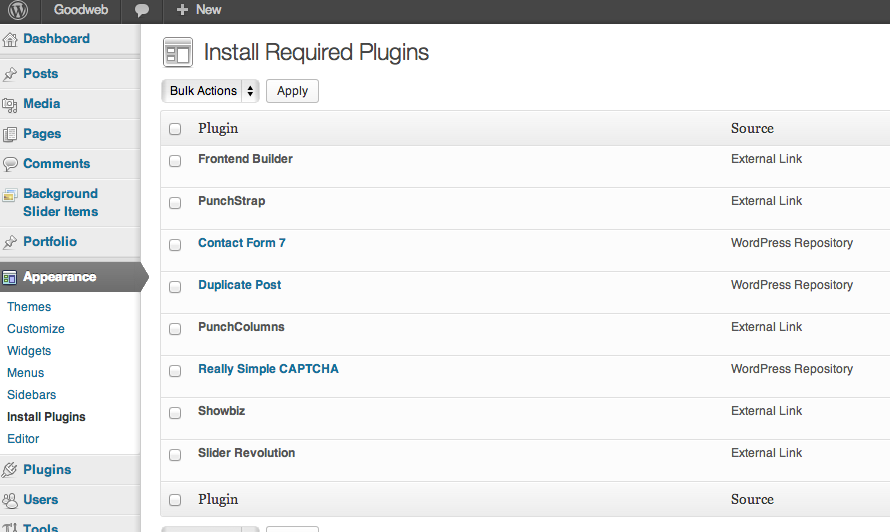 Goodweb + New
Dashboard
Posts
Media
Pages
Comments
Background
Slider Items
Portfolio
Appearance
Themes
Customize
Widgets
Menus
Sidebars
Install Plugins
Editor
Plugins
Users
Tools
Install Required Plugins
Bulk Actions Apply
Plugin Source
Frontend Builder External Link
PunchStrap External Link
Contact Form 7 WordPress Repository
Duplicate Post WordPress Repository
PunchColumns External Link
Really Simple CAPTCHA WordPress Repository
Showbiz External Link
Slider Revolution External Link
Plugin Source